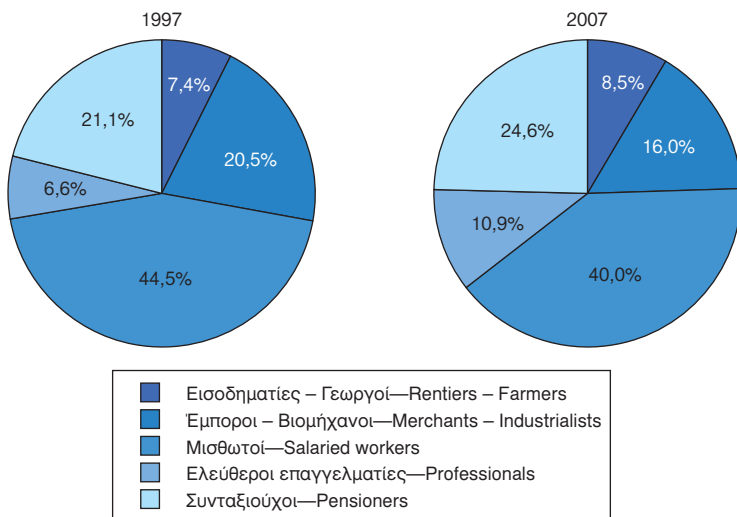 1997
7,4%
20,5%
44,5%
6,6%
21,1%
2007
8,5%
16,0%
40,0%
10,9%
24,6%
Εισοδηματίες – Γεωργοί—Rentiers – Farmers
Έμποροι – Βιομήχανοι—Merchants – Industrialists
Μισθωτοί—Salaried workers
Ελεύθεροι επαγγελματίες—Professionals
Συνταξιούχοι—Pensioners